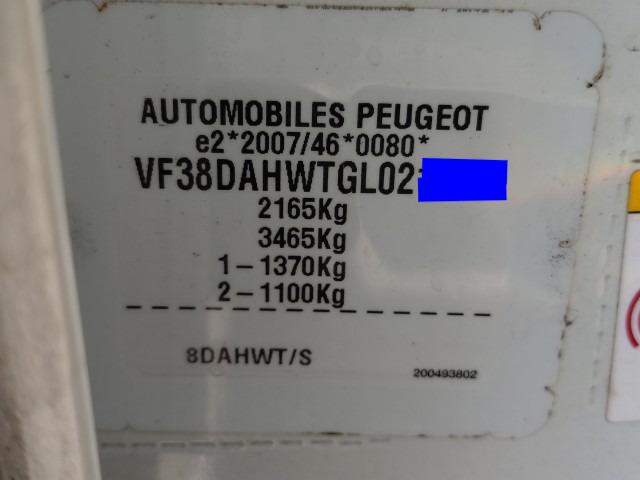 AUTOMOBILES PEUGEOT
e2*2007/46*0080*
VF38DAHWTGL02
2165Kg
3465Kg
1-1370Kg
2-1100Kg
8DAHWT/S
200493802